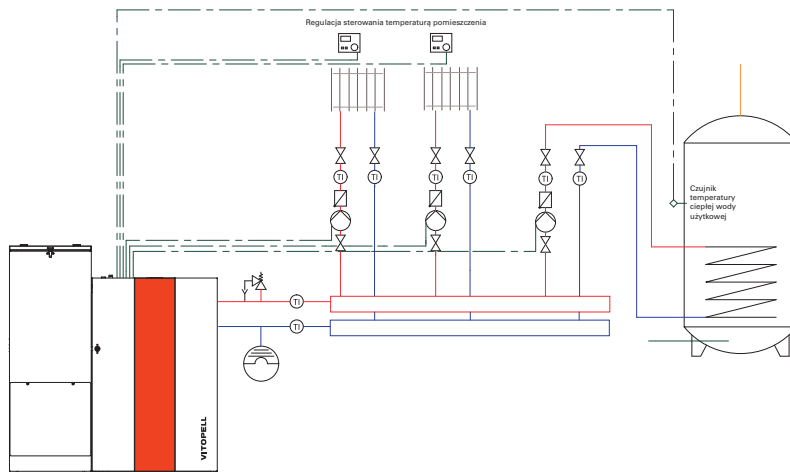 Regulacja sterowania temperaturą pomieszczenia
TI
TI
TI
TI
TI
TI
Czujnik
temperatury
ciepłej wody
użytkowej
TI
TI
VITOPELL